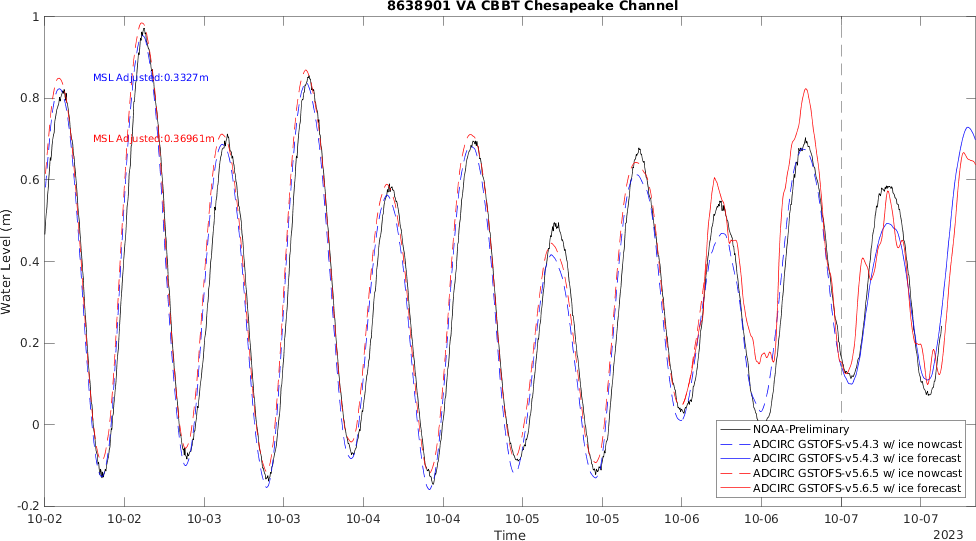 8638901 VA CBBT Chesapeake Channel
1
0.8
0.6
0.4
0.2
0
-0.2
Water Level (m)
MSL Adjusted:0.3327m
MSL Adjusted:0.36961m
NOAA-Preliminary
ADCIRC GSTOFS-v5.4.3 w/ ice nowcast
ADCIRC GSTOFS-v5.4.3 w/ ice forecast
ADCIRC GSTOFS-v5.6.5 w/ ice nowcast
ADCIRC GSTOFS-v5.6.5 w/ ice forecast
10-02 10-02 10-03 10-03 10-04 10-04 10-05 10-05 10-06 10-06 10-07 10-07
Time
2023